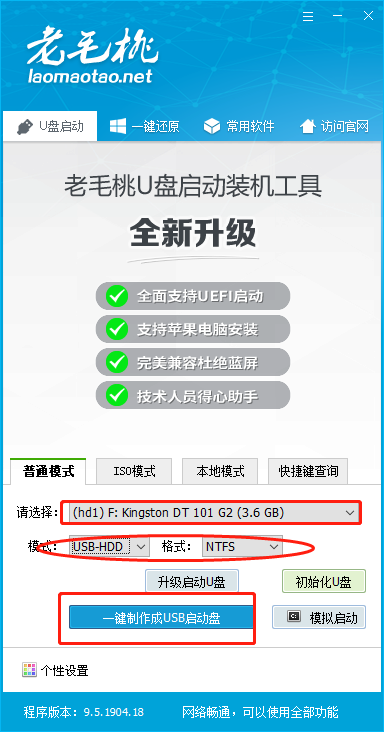 老毛桃
laomaotao.net
U盘启动 一键还原 常用软件 访问官网
老毛桃U盘启动装机工具
全新升级
全面支持UEFI启动
支持苹果电脑安装
完美兼容杜绝蓝屏
技术人员得心助手
普通模式 ISO模式 本地模式 快捷键查询
请选择: (hd1) F: Kingston DT 101 G2 (3.6 GB)
模式: USB-HDD 格式: NTFS
升级启动U盘 初始化U盘
一键制作成USB启动盘 模拟启动
个性设置
程序版本: 9.5.1904.18 网络畅通，可以使用全部功能